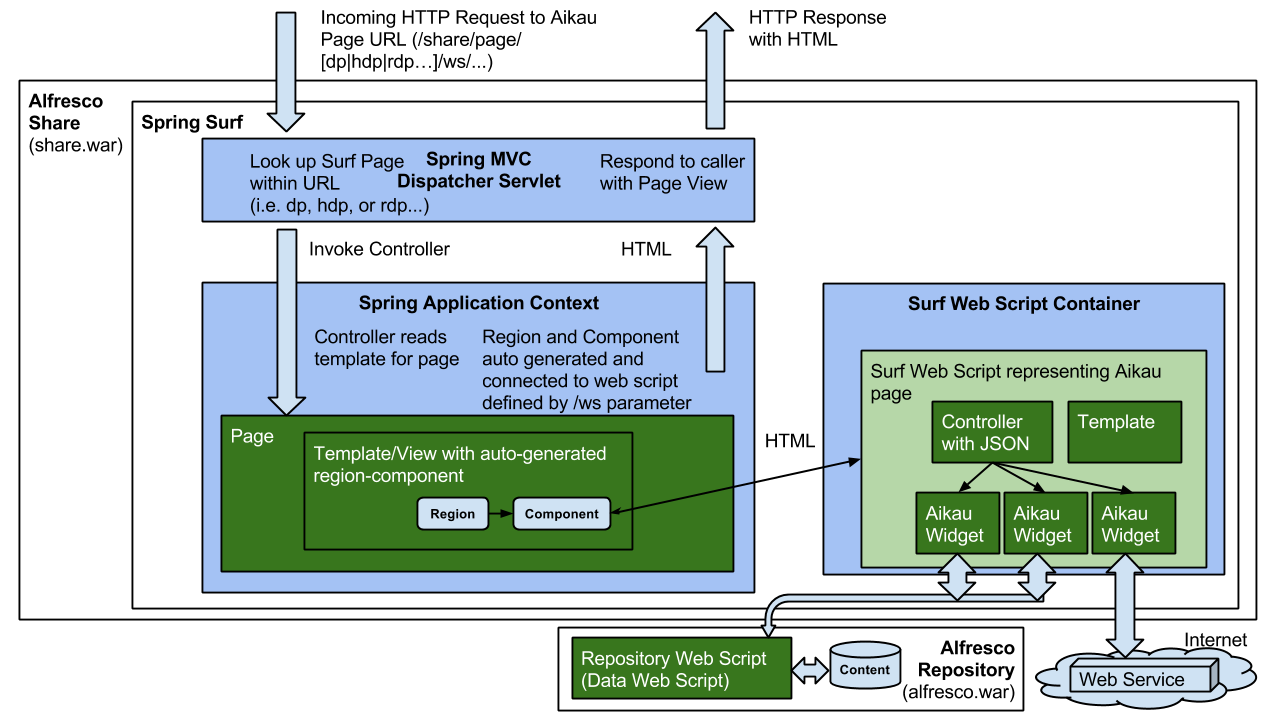 Incoming HTTP Request to Aikau
Page URL (/share/page/
[dp|hdp|rdp…]/ws/...)
HTTP Response
with HTML
Alfresco
Share
(share.war)
Spring Surf
Look up Surf Page
within URL
(i.e. dp, hdp, or rdp...)
Spring MVC
Dispatcher Servlet
Respond to caller
with Page View
Invoke Controller
HTML
Spring Application Context
Controller reads
template for page
Region and Component
auto generated and
connected to web script
defined by /ws parameter
Page
Template/View with auto-generated
region-component
Region
Component
HTML
Surf Web Script Container
Surf Web Script representing Aikau
page
Controller
with JSON
Template
Aikau
Widget
Aikau
Widget
Aikau
Widget
Repository Web Script
(Data Web Script)
Content
Alfresco
Repository
(alfresco.war)
Internet
Web Service